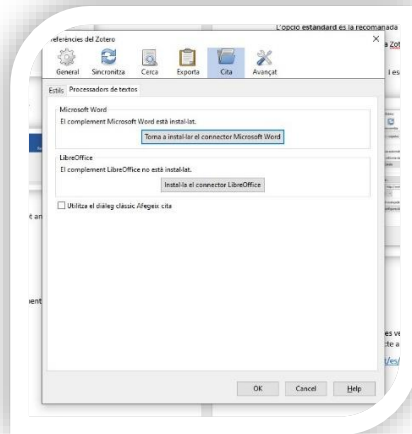 L'opció estàndard és la recomanada
referències del Zotero
General Sincronitza Cerca Exporta Cita Avançat
Estils Processadors de textos
Microsoft Word
El complement Microsoft Word està instal·lat.
Torna a instal·lar el connector Microsoft Word
LibreOffice
El complement LibreOffice no està instal·lat.
Instal·la el connector LibreOffice
Utilitza el diàleg clàssic Afegeix cita
OK Cancel Help